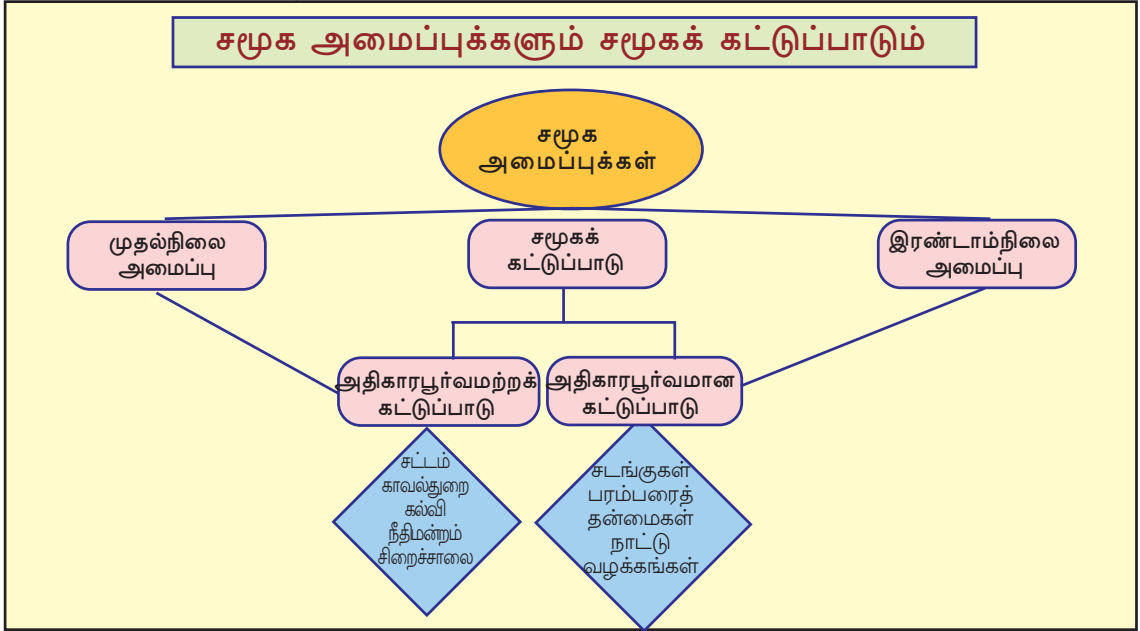 சமூக அமைப்புக்களும் சமூகக் கட்டுப்பாடும்
சமூக
அமைப்புக்கள்
முதல்நிலை
அமைப்பு
சமூகக்
கட்டுப்பாடு
இரண்டாம்நிலை
அமைப்பு
அதிகாரபூர்வமற்றக்
கட்டுப்பாடு
அதிகாரபூர்வமான
கட்டுப்பாடு
சட்டம்
காவல்துறை
கல்வி
நீதிமன்றம்
சிறைச்சாலை
சடங்குகள்
பரம்பரைத்
தன்மைகள்
நாட்டு
வழக்கங்கள்